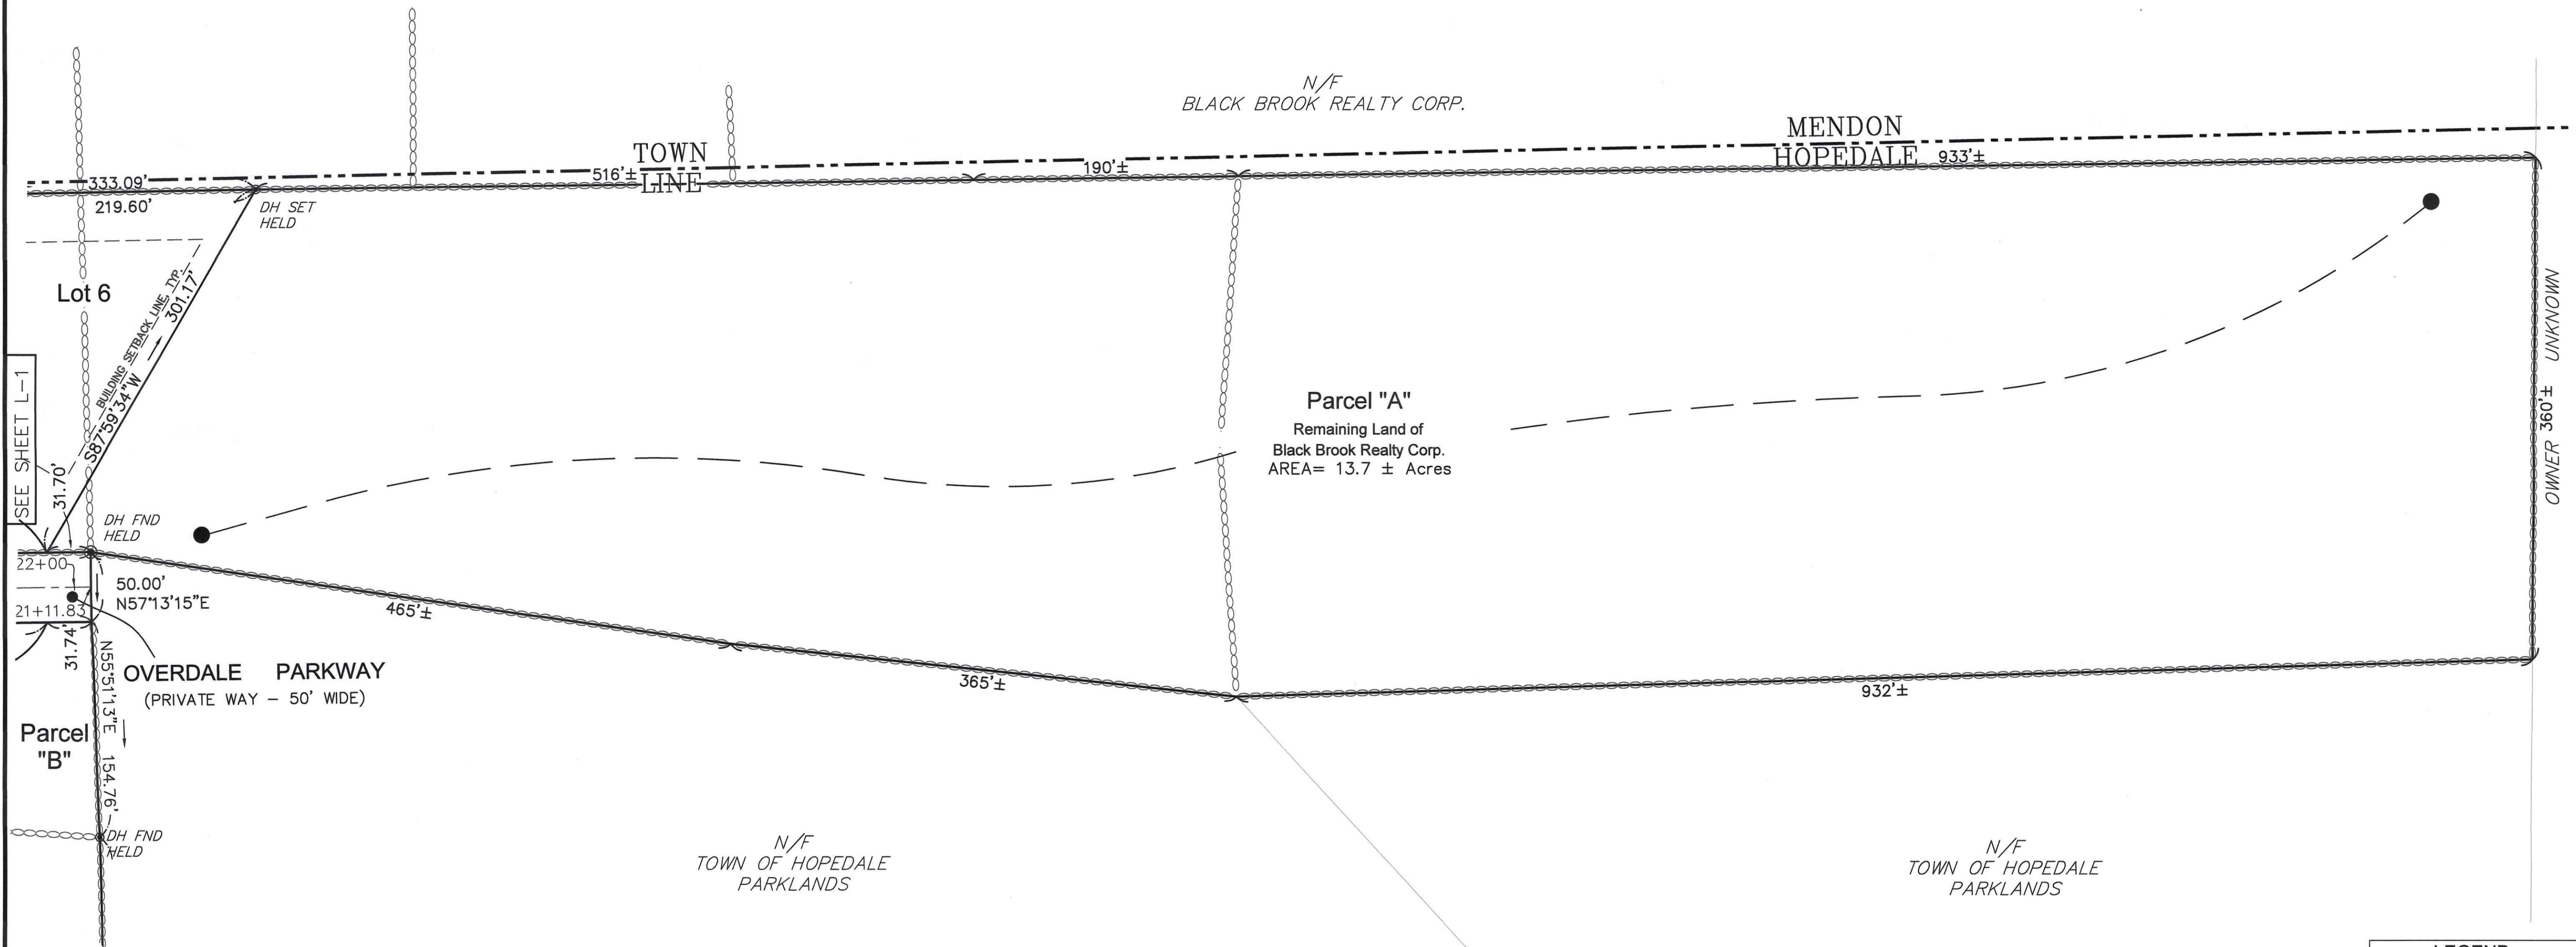 N/F
BLACK BROOK REALTY CORP.
MENDON
HOPEDALE
933'±
TOWN
LINE
516'±
190'±
333.09'
219.60'
DH SET
HELD
Lot 6
BUILDING SETBACK LINE, TYP.
301.17'
S87°59'34"W
SEE SHEET L-1
31.70'
DH FND
HELD
22+00
21+11.83
50.00'
N57°13'15"E
31.74'
N55°51'13"E 154.76'
OVERDALE PARKWAY
(PRIVATE WAY - 50' WIDE)
Parcel
"B"
DH FND
HELD
465'±
365'±
932'±
Parcel "A"
Remaining Land of
Black Brook Realty Corp.
AREA= 13.7 ± Acres
360'±
OWNER UNKNOWN
N/F
TOWN OF HOPEDALE
PARKLANDS
N/F
TOWN OF HOPEDALE
PARKLANDS
LEGEND